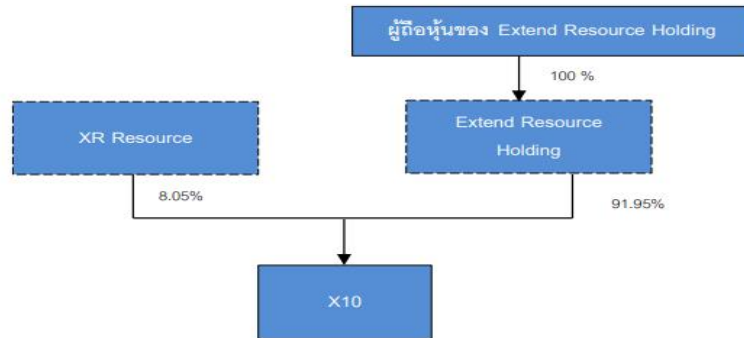 ผู้ถือหุ้นของ Extend Resource Holding
100 %
XR Resource
Extend Resource
Holding
8.05%
91.95%
X10